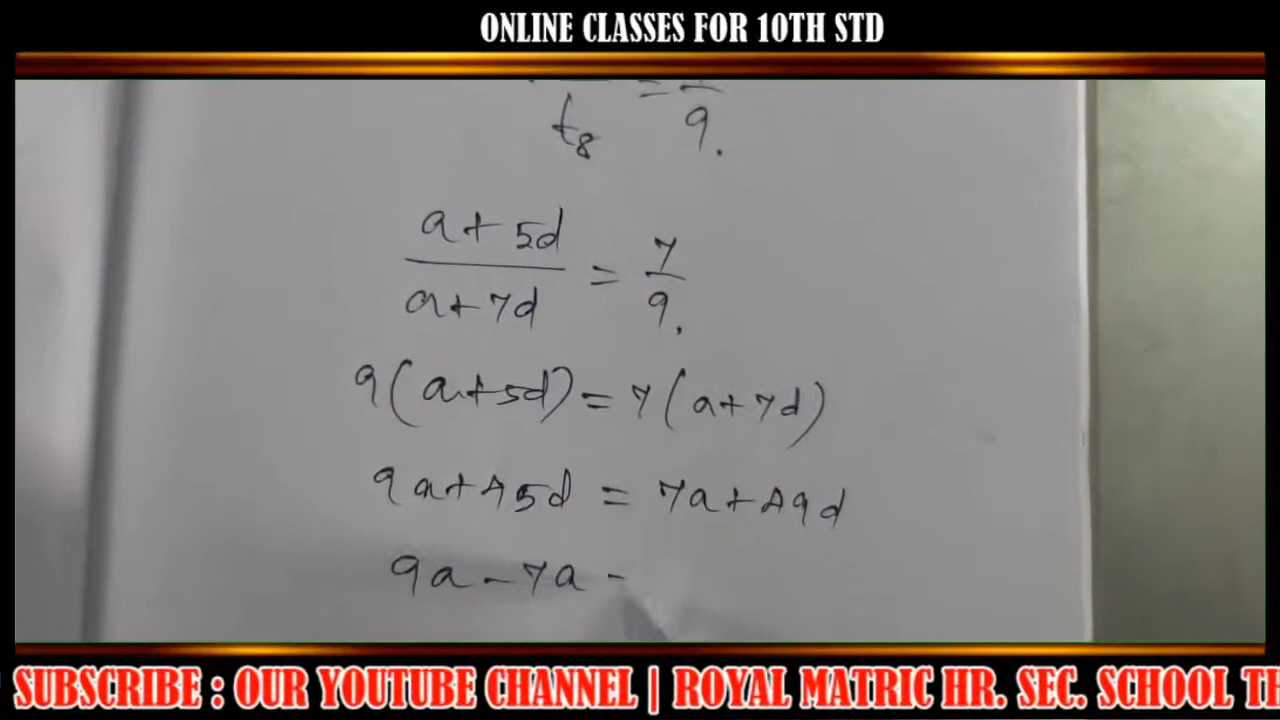 ONLINE CLASSES FOR 10TH STD
t₈ = /9.
a+5d/a+7d = 7/9.
9(a+5d) = 7(a+7d)
9a+45d = 7a+49d
9a-7a -
SUBSCRIBE : OUR YOUTUBE CHANNEL | ROYAL MATRIC HR. SEC. SCHOOL TH